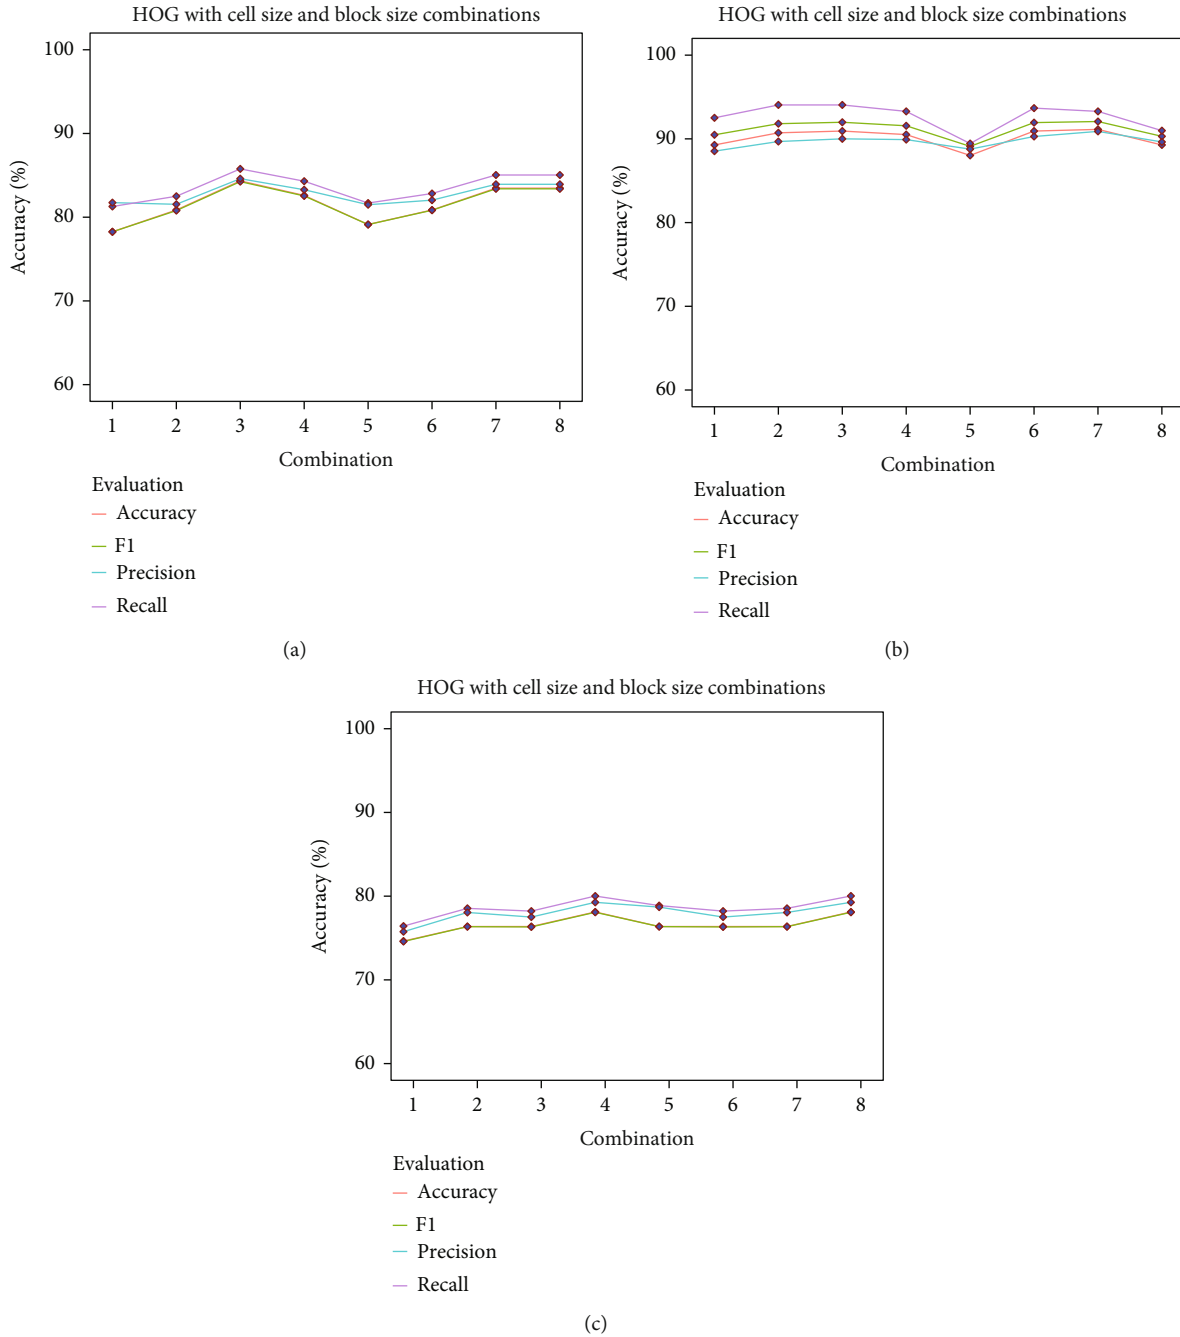 HOG with cell size and block size combinations
100
90
80
70
60
Accuracy (%)
1 2 3 4 5 6 7 8
Combination
Evaluation
Accuracy
F1
Precision
Recall
(a)
HOG with cell size and block size combinations
100
90
80
70
60
Accuracy (%)
1 2 3 4 5 6 7 8
Combination
Evaluation
Accuracy
F1
Precision
Recall
(b)
HOG with cell size and block size combinations
100
90
80
70
60
Accuracy (%)
1 2 3 4 5 6 7 8
Combination
Evaluation
Accuracy
F1
Precision
Recall
(c)